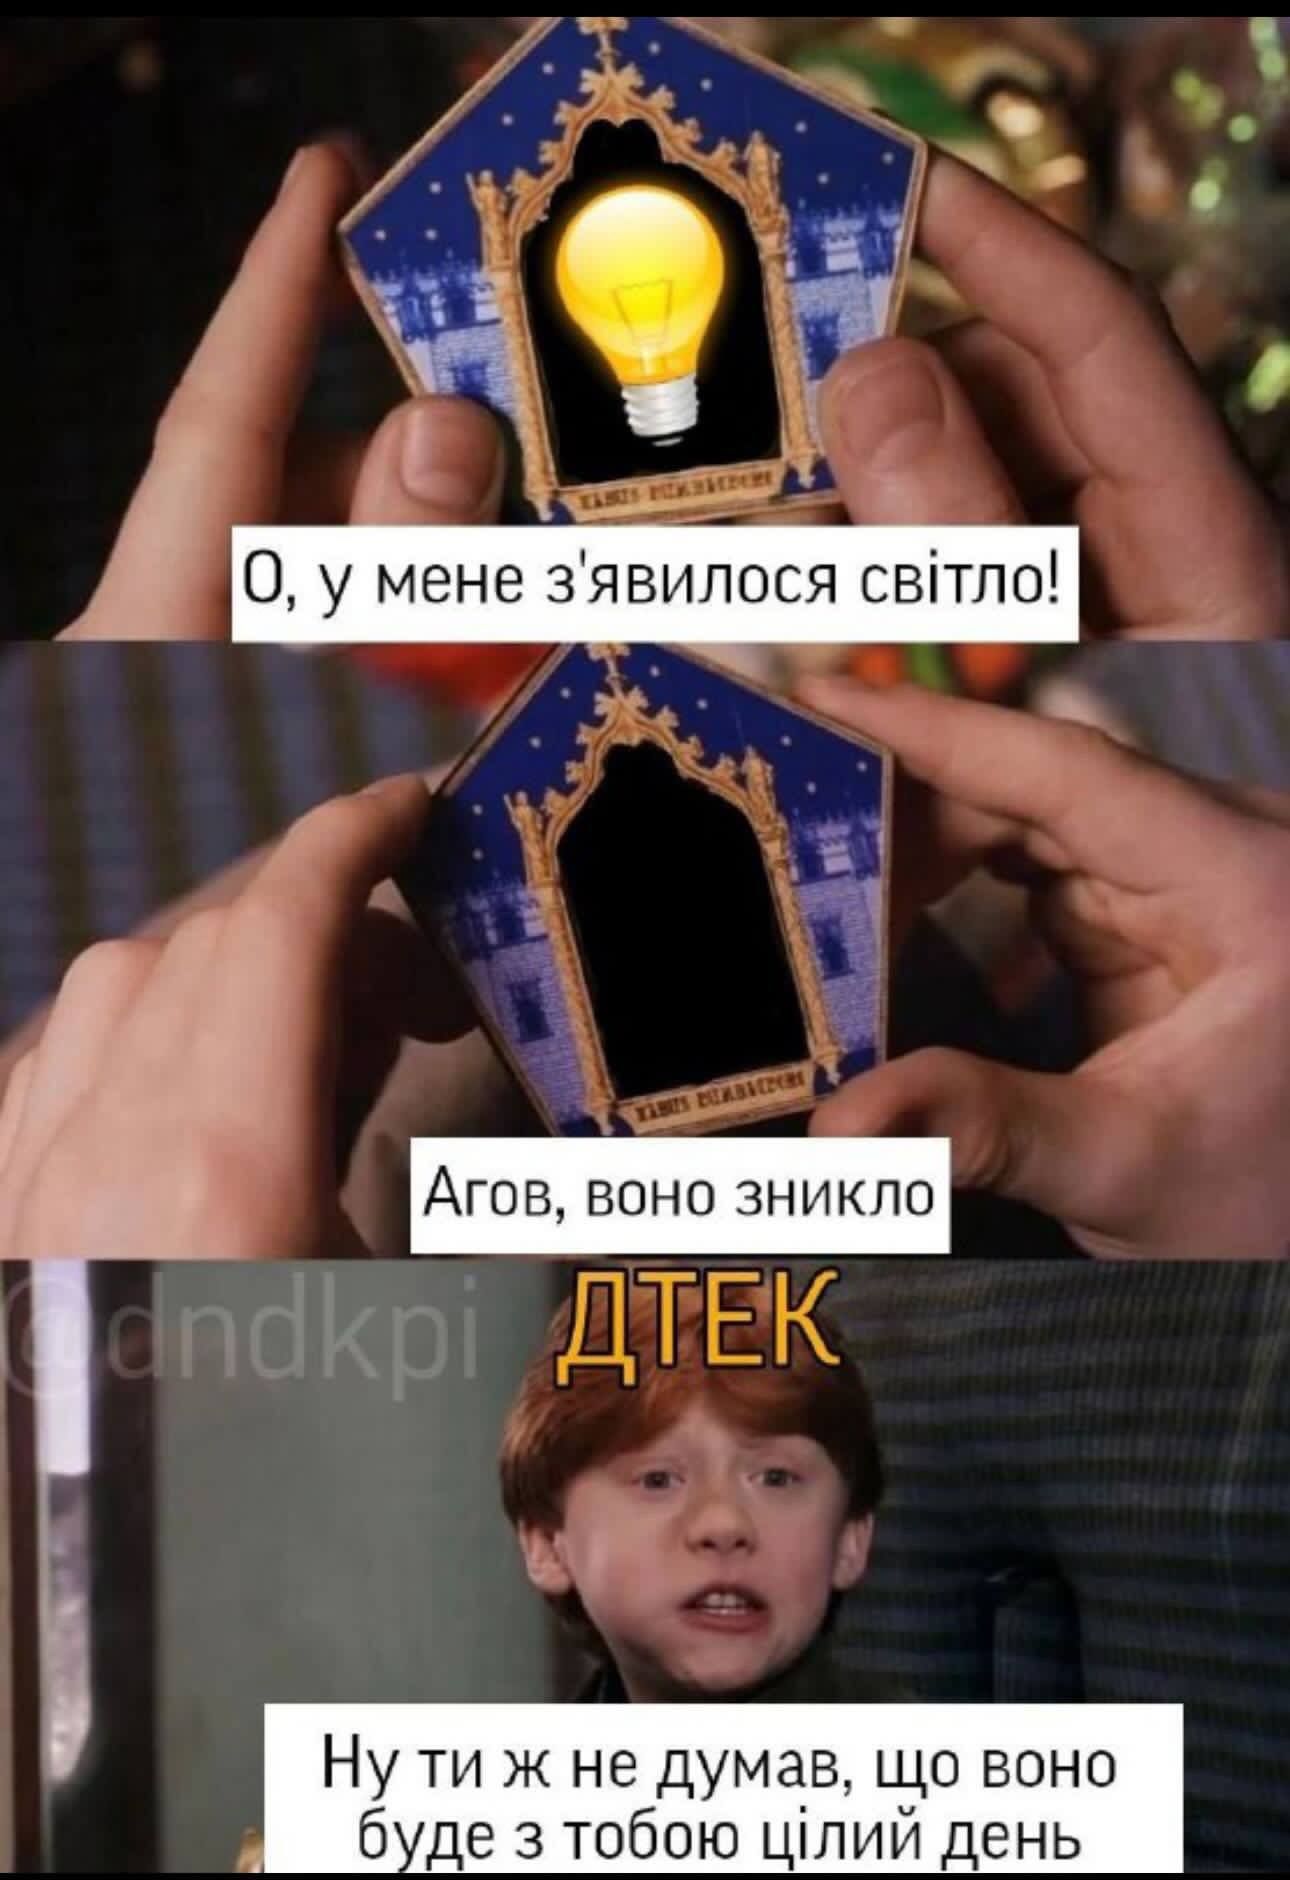 О, у мене з'явилося світло!
Агов, воно зникло
@dndkpi
ДТЕК
Ну ти ж не думав, що воно
буде з тобою цілий день